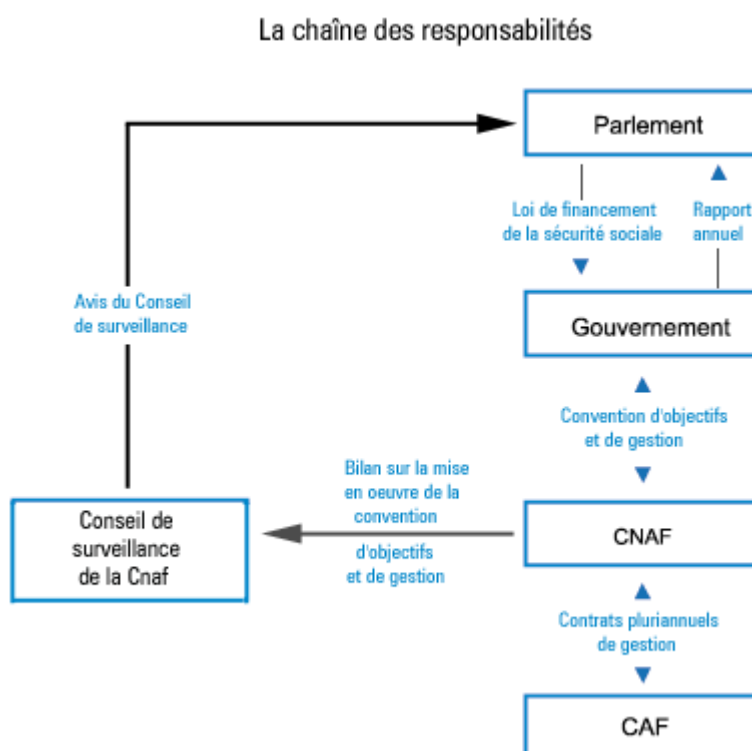 La chaîne des responsabilités
Parlement
Loi de financement
de la sécurité sociale
Rapport
annuel
Avis du Conseil
de surveillance
Gouvernement
Convention d'objectifs
et de gestion
Bilan sur la mise
en oeuvre de la
convention
d'objectifs
et de gestion
Conseil de
surveillance
de la Cnaf
CNAF
Contrats pluriannuels
de gestion
CAF